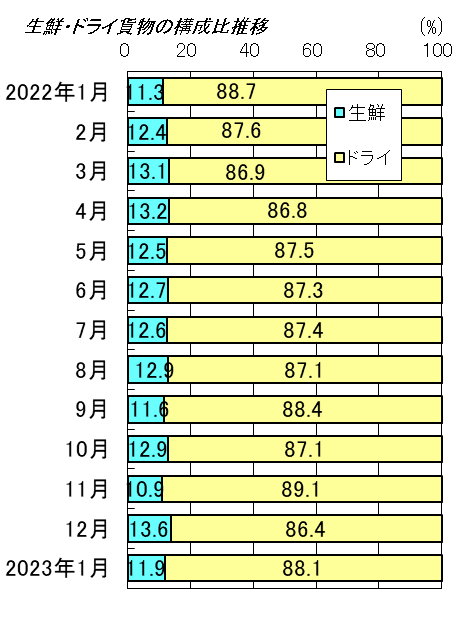 生鮮・ドライ貨物の構成比推移 (%)
0 20 40 60 80 100
2022年1月 11.3 88.7
2月 12.4 87.6
3月 13.1 86.9
4月 13.2 86.8
5月 12.5 87.5
6月 12.7 87.3
7月 12.6 87.4
8月 12.9 87.1
9月 11.6 88.4
10月 12.9 87.1
11月 10.9 89.1
12月 13.6 86.4
2023年1月 11.9 88.1
生鮮
ドライ